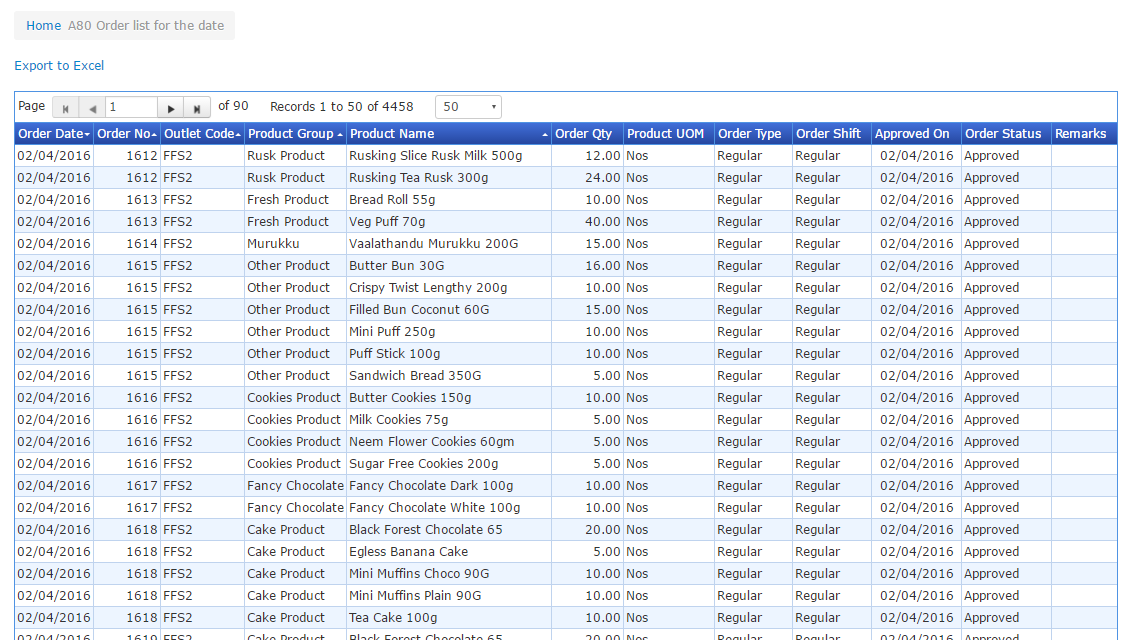 Home A80 Order list for the date
Export to Excel
Page 1 of 90 Records 1 to 50 of 4458 50
Order Date Order No Outlet Code Product Group Product Name Order Qty Product UOM Order Type Order Shift Approved On Order Status Remarks
02/04/2016 1612 FFS2 Rusk Product Rusking Slice Rusk Milk 500g 12.00 Nos Regular Regular 02/04/2016 Approved
02/04/2016 1612 FFS2 Rusk Product Rusking Tea Rusk 300g 24.00 Nos Regular Regular 02/04/2016 Approved
02/04/2016 1613 FFS2 Fresh Product Bread Roll 55g 10.00 Nos Regular Regular 02/04/2016 Approved
02/04/2016 1613 FFS2 Fresh Product Veg Puff 70g 40.00 Nos Regular Regular 02/04/2016 Approved
02/04/2016 1614 FFS2 Murukku Vaalathandu Murukku 200G 15.00 Nos Regular Regular 02/04/2016 Approved
02/04/2016 1615 FFS2 Other Product Butter Bun 30G 16.00 Nos Regular Regular 02/04/2016 Approved
02/04/2016 1615 FFS2 Other Product Crispy Twist Lengthy 200g 10.00 Nos Regular Regular 02/04/2016 Approved
02/04/2016 1615 FFS2 Other Product Filled Bun Coconut 60G 15.00 Nos Regular Regular 02/04/2016 Approved
02/04/2016 1615 FFS2 Other Product Mini Puff 250g 10.00 Nos Regular Regular 02/04/2016 Approved
02/04/2016 1615 FFS2 Other Product Puff Stick 100g 10.00 Nos Regular Regular 02/04/2016 Approved
02/04/2016 1615 FFS2 Other Product Sandwich Bread 350G 5.00 Nos Regular Regular 02/04/2016 Approved
02/04/2016 1616 FFS2 Cookies Product Butter Cookies 150g 10.00 Nos Regular Regular 02/04/2016 Approved
02/04/2016 1616 FFS2 Cookies Product Milk Cookies 75g 5.00 Nos Regular Regular 02/04/2016 Approved
02/04/2016 1616 FFS2 Cookies Product Neem Flower Cookies 60gm 5.00 Nos Regular Regular 02/04/2016 Approved
02/04/2016 1616 FFS2 Cookies Product Sugar Free Cookies 200g 5.00 Nos Regular Regular 02/04/2016 Approved
02/04/2016 1617 FFS2 Fancy Chocolate Fancy Chocolate Dark 100g 10.00 Nos Regular Regular 02/04/2016 Approved
02/04/2016 1617 FFS2 Fancy Chocolate Fancy Chocolate White 100g 10.00 Nos Regular Regular 02/04/2016 Approved
02/04/2016 1618 FFS2 Cake Product Black Forest Chocolate 65 20.00 Nos Regular Regular 02/04/2016 Approved
02/04/2016 1618 FFS2 Cake Product Egless Banana Cake 5.00 Nos Regular Regular 02/04/2016 Approved
02/04/2016 1618 FFS2 Cake Product Mini Muffins Choco 90G 10.00 Nos Regular Regular 02/04/2016 Approved
02/04/2016 1618 FFS2 Cake Product Mini Muffins Plain 90G 10.00 Nos Regular Regular 02/04/2016 Approved
02/04/2016 1618 FFS2 Cake Product Tea Cake 100g 10.00 Nos Regular Regular 02/04/2016 Approved
02/04/2016 1619 FFS2 Cake Product Black Forest Chocolate 65 20.00 Nos Regular Regular 02/04/2016 Approved